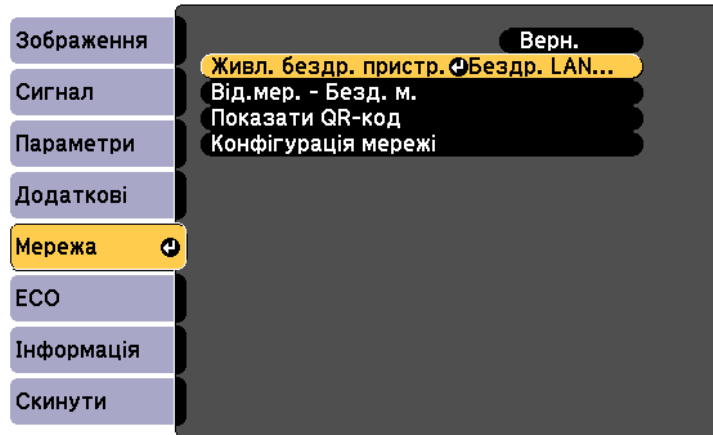 Зображення
Сигнал
Параметри
Додаткові
Мережа
ECO
Інформація
Скинути
Верн.
Живл. бездр. пристр. Бездр. LAN...
Від.мер. - Безд. м.
Показати QR-код
Конфігурація мережі